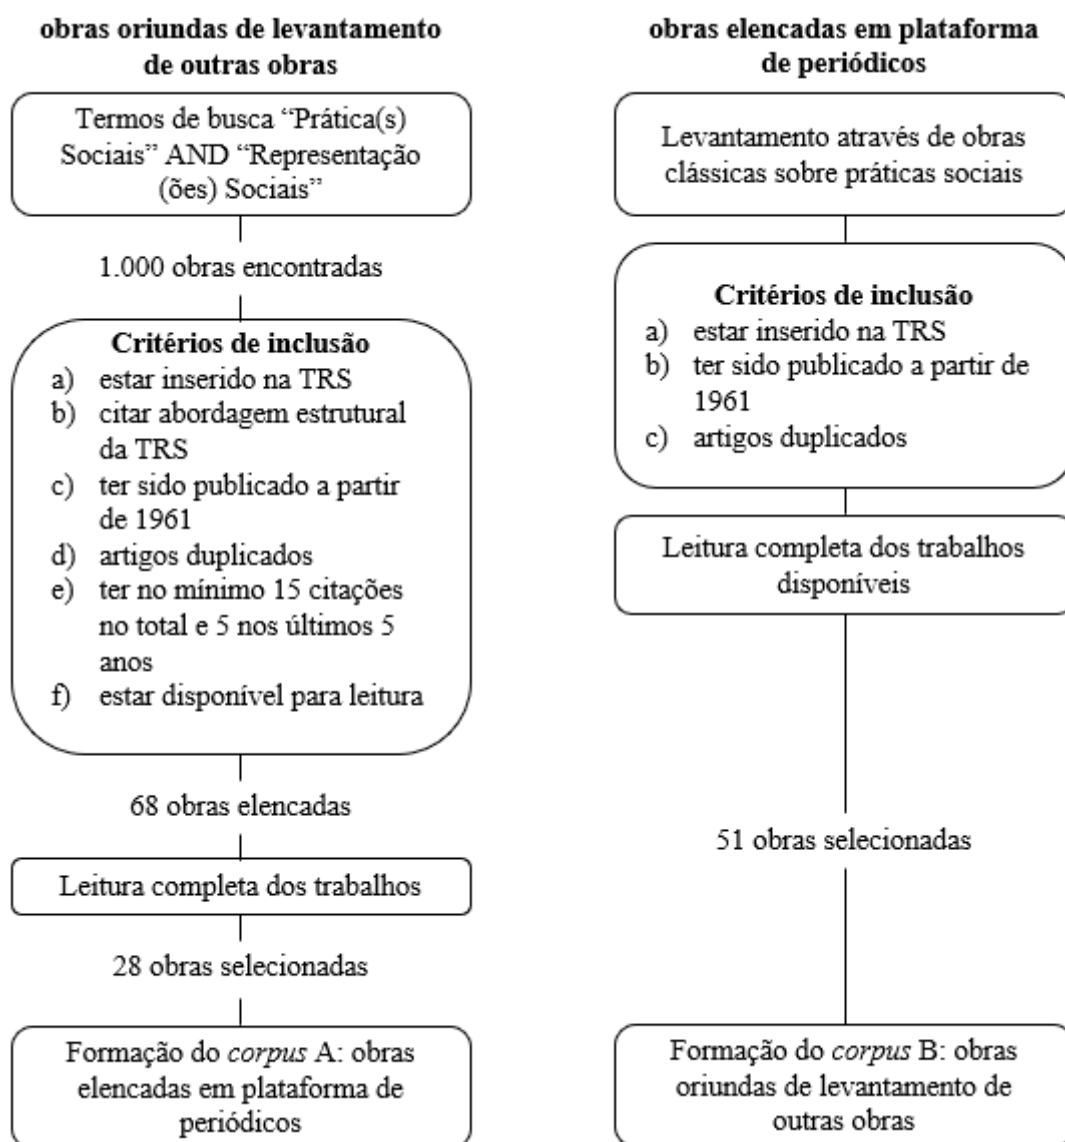 obras oriundas de levantamento
de outras obras
Termos de busca “Prática(s)
Sociais” AND “Representação
(ões) Sociais”
1.000 obras encontradas
Critérios de inclusão
a) estar inserido na TRS
b) citar abordagem estrutural
da TRS
c) ter sido publicado a partir
de 1961
d) artigos duplicados
e) ter no mínimo 15 citações
no total e 5 nos últimos 5
anos
f) estar disponível para leitura
68 obras elencadas
Leitura completa dos trabalhos
28 obras selecionadas
Formação do corpus A: obras
elencadas em plataforma de
periódicos
obras elencadas em plataforma
de periódicos
Levantamento através de obras
clássicas sobre práticas sociais
Critérios de inclusão
a) estar inserido na TRS
b) ter sido publicado a partir de
1961
c) artigos duplicados
Leitura completa dos trabalhos
disponíveis
51 obras selecionadas
Formação do corpus B: obras
oriundas de levantamento de
outras obras